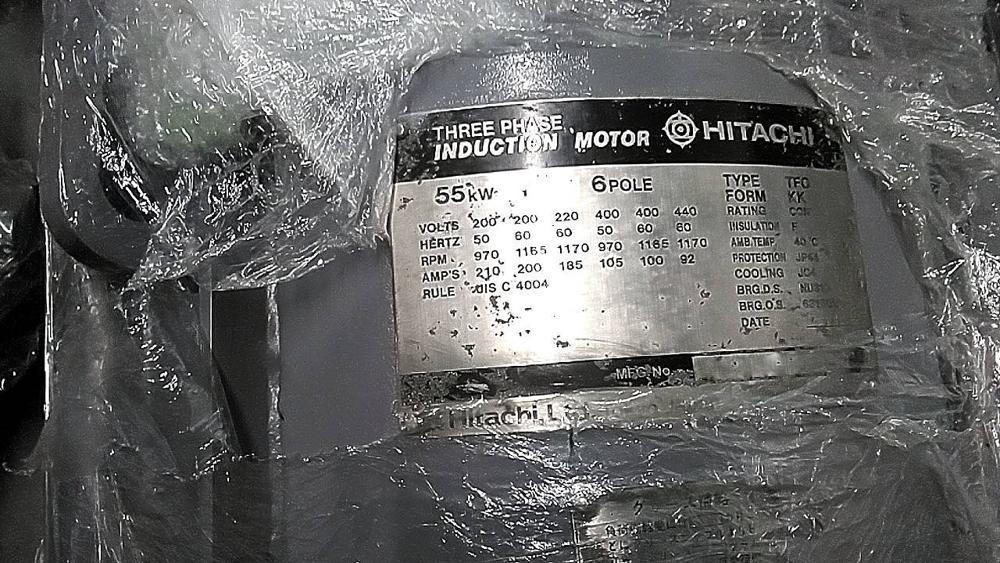 THREE PHASE
INDUCTION MOTOR HITACHI
55 kW 6 POLE
VOLTS 200 200 220 400 400 440
HERTZ 50 60 60 50 60 60
RPM 970 1165 1170 970 1165 1170
AMP'S 210 200 185 105 100 92
RULE JIS C 4004
TYPE TFO
FORM KK
RATING
INSULATION F
AMB.TEMP. 40°C
PROTECTION
COOLING
BRG.D.S.
BRG.O.S.
DATE
MFG.No.
Hitachi, Ltd